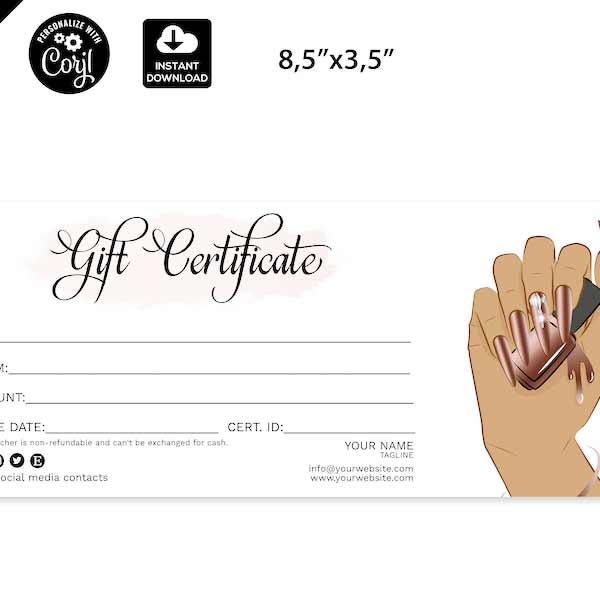 PERSONALIZE WITH
Corjl
INSTANT
DOWNLOAD
8,5”x3,5”
Gift Certificate
M:
UNT:
E DATE: CERT. ID:
cher is non-refundable and can't be exchanged for cash.
ocial media contacts
YOUR NAME
TAGLINE
info@yourwebsite.com
www.yourwebsite.com